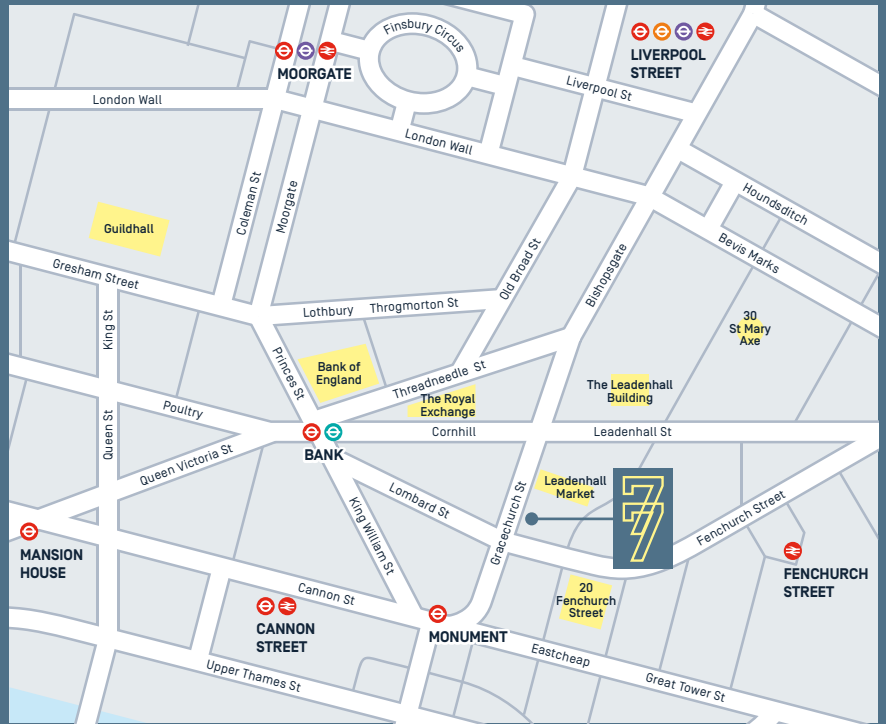 Finsbury Circus
MOORGATE
LIVERPOOL
STREET
London Wall
Liverpool St
London Wall
Coleman St
Moorgate
Houndsditch
Guildhall
Bevis Marks
Gresham Street
Old Broad St
Bishopsgate
King St
Lothbury
Throgmorton St
30
St Mary
Axe
Princes St
Bank of
England
Threadneedle St
The Royal
Exchange
The Leadenhall
Building
Poultry
Queen St
Cornhill
Leadenhall St
BANK
Queen Victoria St
Lombard St
King William St
Gracechurch St
Leadenhall
Market
77
Fenchurch Street
MANSION
HOUSE
FENCHURCH
STREET
20
Fenchurch
Street
Cannon St
CANNON
STREET
MONUMENT
Eastcheap
Upper Thames St
Great Tower St